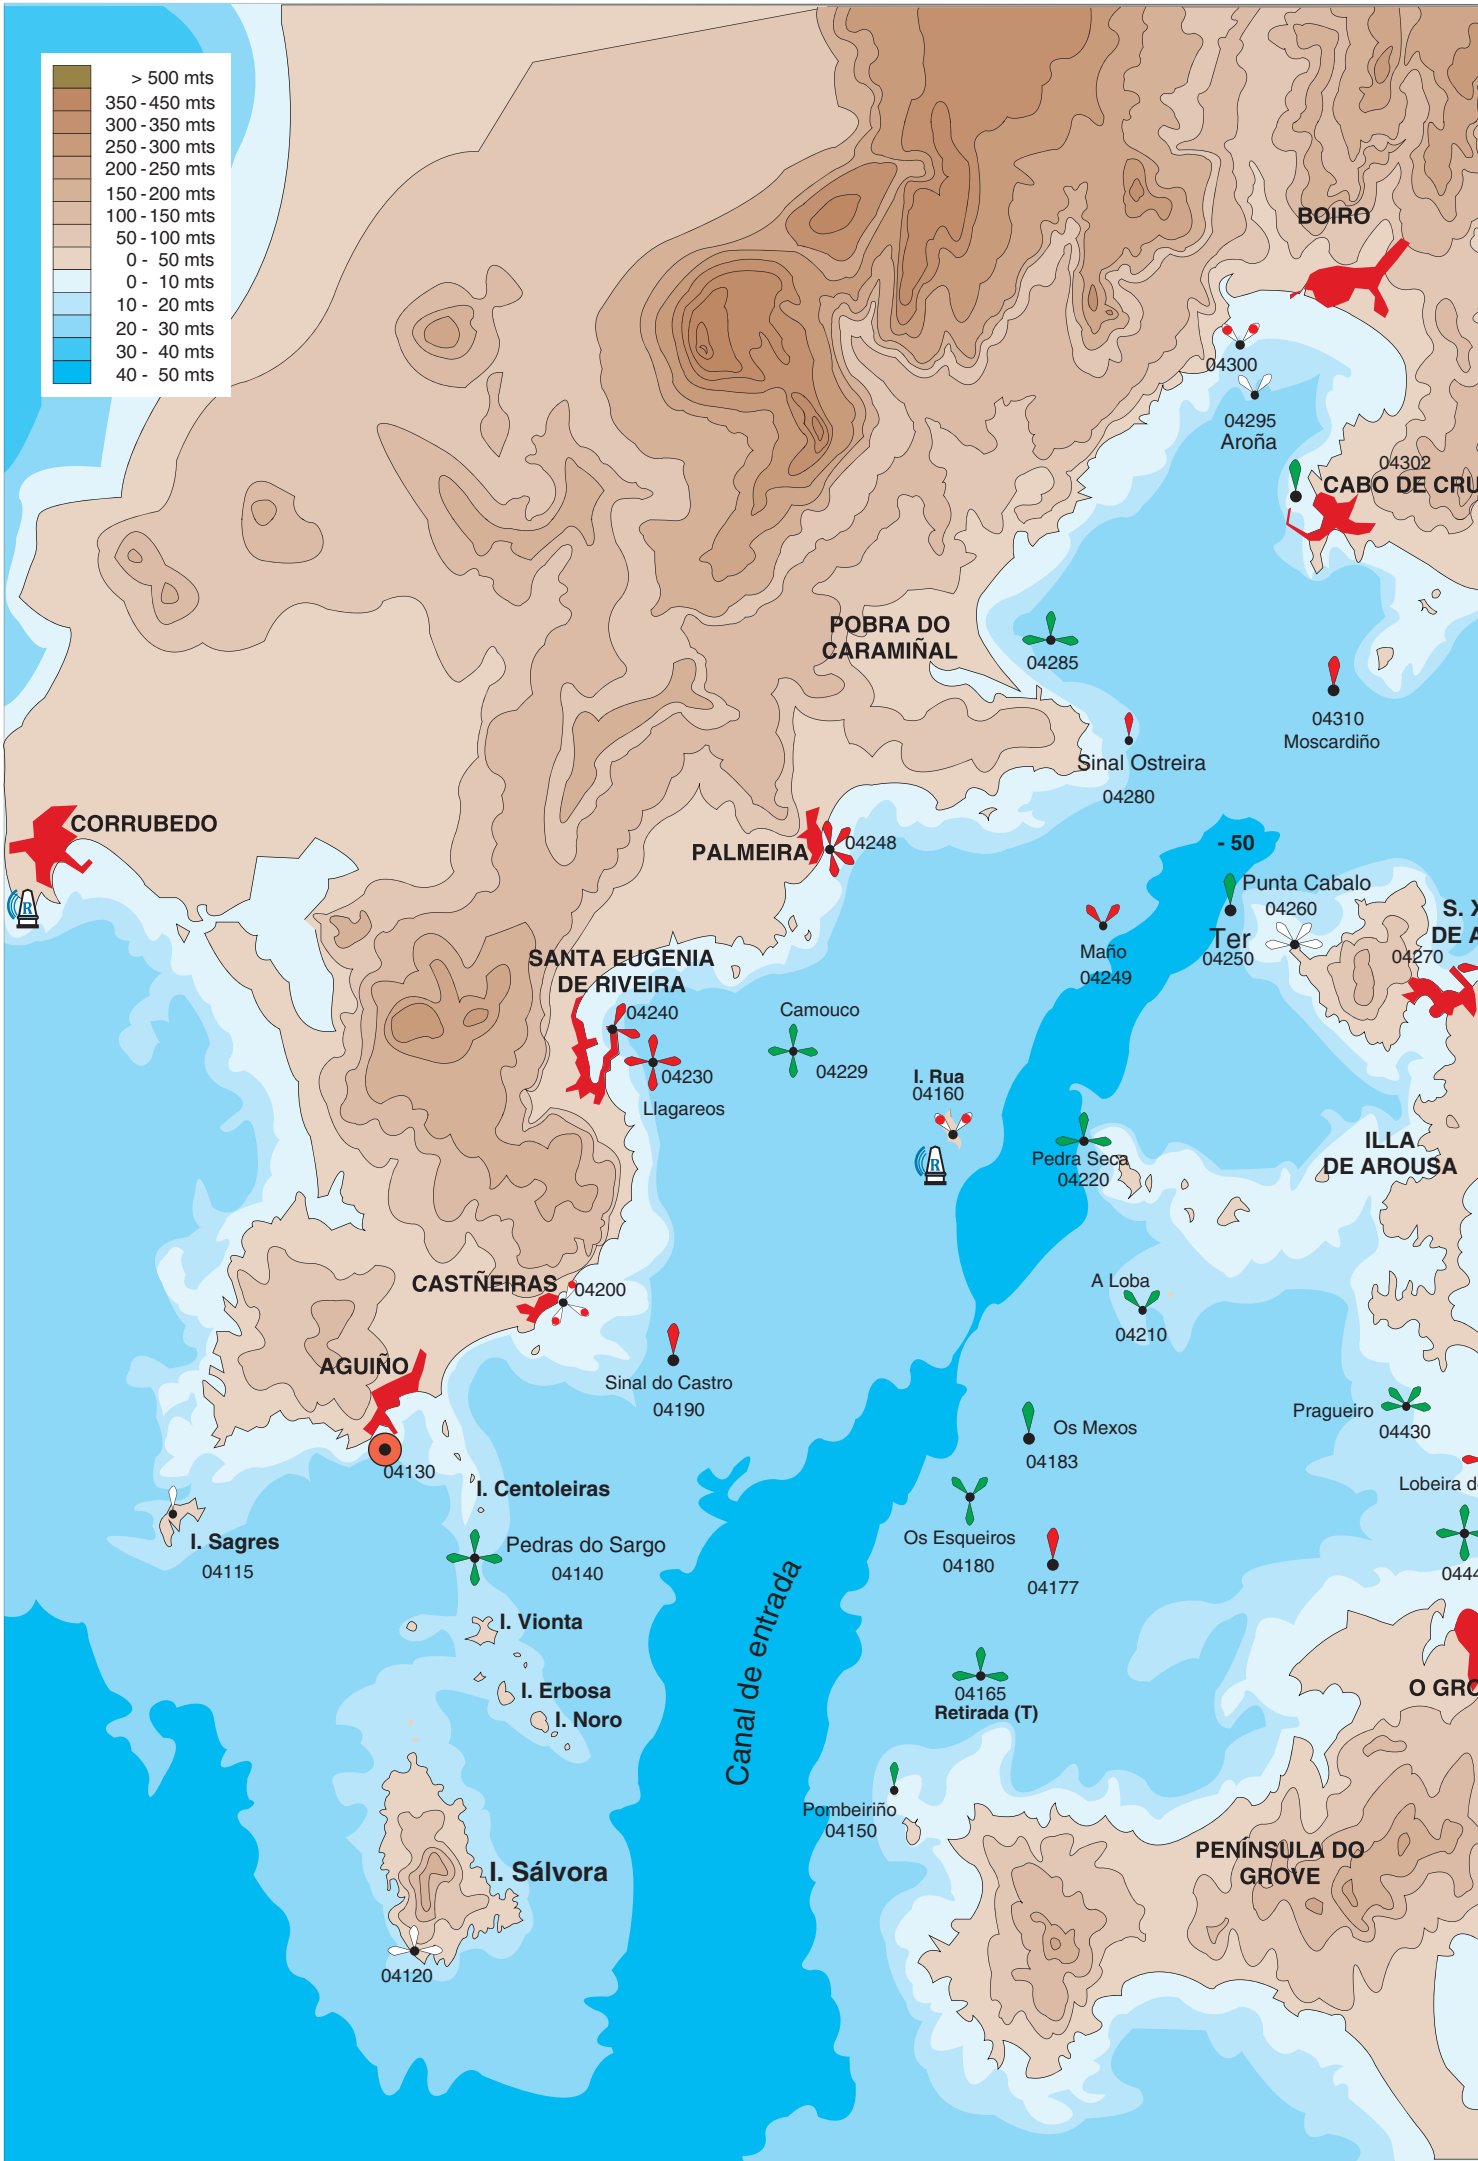 > 500 mts
350 - 450 mts
300 - 350 mts
250 - 300 mts
200 - 250 mts
150 - 200 mts
100 - 150 mts
50 - 100 mts
0 - 50 mts
0 - 10 mts
10 - 20 mts
20 - 30 mts
30 - 40 mts
40 - 50 mts
BOIRO
04300
04295
Aroña
04302
CABO DE CRU
POBRA DO
CARAMIÑAL
04285
04310
Moscardiño
Sinal Ostreira
04280
CORRUBEDO
R
PALMEIRA
04248
- 50
Punta Cabalo
04260
Ter
04250
S. X
DE A
04270
Maño
04249
SANTA EUGENIA
DE RIVEIRA
04240
04230
Llagareos
Camouco
04229
I. Rua
04160
R
Pedra Seca
04220
ILLA
DE AROUSA
CASTÑEIRAS
04200
A Loba
04210
AGUIÑO
04130
Sinal do Castro
04190
Os Mexos
04183
Pragueiro
04430
Lobeira de
0444
I. Centoleiras
I. Sagres
04115
Pedras do Sargo
04140
Os Esqueiros
04180
04177
Canal de entrada
I. Vionta
I. Erbosa
I. Noro
04165
Retirada (T)
O GRO
Pombeiriño
04150
PENÍNSULA DO
GROVE
I. Sálvora
04120